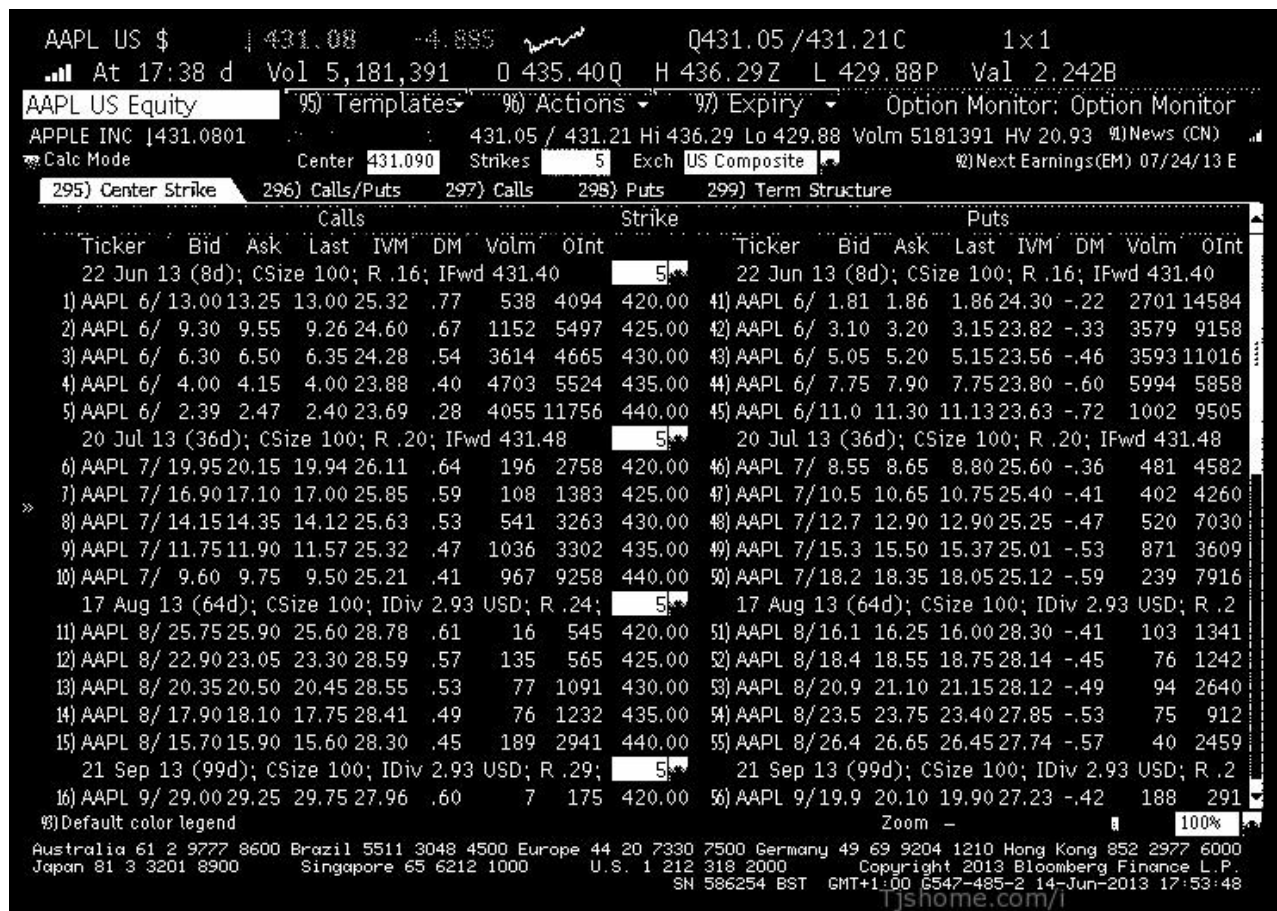 AAPL US $ ↓431.08 -4.885 Q431.05/431.21C 1×1
At 17:38 d Vol 5,181,391 O 435.40Q H 436.29Z L 429.88P Val 2.242B
AAPL US Equity 95) Templates 96) Actions 97) Expiry Option Monitor: Option Monitor
APPLE INC ↓431.0801 431.05 / 431.21 Hi 436.29 Lo 429.88 Volm 5181391 HV 20.93 91) News (CN)
Calc Mode Center 431.090 Strikes 5 Exch US Composite 92) Next Earnings(EM) 07/24/13 E
295) Center Strike 296) Calls/Puts 297) Calls 298) Puts 299) Term Structure
Calls Strike Puts
Ticker Bid Ask Last IVM DM Volm OInt Ticker Bid Ask Last IVM DM Volm OInt
22 Jun 13 (8d); CSize 100; R .16; IFwd 431.40 5 22 Jun 13 (8d); CSize 100; R .16; IFwd 431.40
1) AAPL 6/ 13.00 13.25 13.00 25.32 .77 538 4094 420.00 41) AAPL 6/ 1.81 1.86 1.86 24.30 -.22 2701 14584
2) AAPL 6/ 9.30 9.55 9.26 24.60 .67 1152 5497 425.00 42) AAPL 6/ 3.10 3.20 3.15 23.82 -.33 3579 9158
3) AAPL 6/ 6.30 6.50 6.35 24.28 .54 3614 4665 430.00 43) AAPL 6/ 5.05 5.20 5.15 23.56 -.46 3593 11016
4) AAPL 6/ 4.00 4.15 4.00 23.88 .40 4703 5524 435.00 44) AAPL 6/ 7.75 7.90 7.75 23.80 -.60 5994 5858
5) AAPL 6/ 2.39 2.47 2.40 23.69 .28 4055 11756 440.00 45) AAPL 6/ 11.0 11.30 11.13 23.63 -.72 1002 9505
20 Jul 13 (36d); CSize 100; R .20; IFwd 431.48 5 20 Jul 13 (36d); CSize 100; R .20; IFwd 431.48
6) AAPL 7/ 19.95 20.15 19.94 26.11 .64 196 2758 420.00 46) AAPL 7/ 8.55 8.65 8.80 25.60 -.36 481 4582
7) AAPL 7/ 16.90 17.10 17.00 25.85 .59 108 1383 425.00 47) AAPL 7/ 10.5 10.65 10.75 25.40 -.41 402 4260
8) AAPL 7/ 14.15 14.35 14.12 25.63 .53 541 3263 430.00 48) AAPL 7/ 12.7 12.90 12.90 25.25 -.47 520 7030
9) AAPL 7/ 11.75 11.90 11.57 25.32 .47 1036 3302 435.00 49) AAPL 7/ 15.3 15.50 15.37 25.01 -.53 871 3609
10) AAPL 7/ 9.60 9.75 9.50 25.21 .41 967 9258 440.00 50) AAPL 7/ 18.2 18.35 18.05 25.12 -.59 239 7916
17 Aug 13 (64d); CSize 100; IDiv 2.93 USD; R .24; 5 17 Aug 13 (64d); CSize 100; IDiv 2.93 USD; R .2
11) AAPL 8/ 25.75 25.90 25.60 28.78 .61 16 545 420.00 51) AAPL 8/ 16.1 16.25 16.00 28.30 -.41 103 1341
12) AAPL 8/ 22.90 23.05 23.30 28.59 .57 135 565 425.00 52) AAPL 8/ 18.4 18.55 18.75 28.14 -.45 76 1242
13) AAPL 8/ 20.35 20.50 20.45 28.55 .53 77 1091 430.00 53) AAPL 8/ 20.9 21.10 21.15 28.12 -.49 94 2640
14) AAPL 8/ 17.90 18.10 17.75 28.41 .49 76 1232 435.00 54) AAPL 8/ 23.5 23.75 23.40 27.85 -.53 75 912
15) AAPL 8/ 15.70 15.90 15.60 28.30 .45 189 2941 440.00 55) AAPL 8/ 26.4 26.65 26.45 27.74 -.57 40 2459
21 Sep 13 (99d); CSize 100; IDiv 2.93 USD; R .29; 5 21 Sep 13 (99d); CSize 100; IDiv 2.93 USD; R .2
16) AAPL 9/ 29.00 29.25 29.75 27.96 .60 7 175 420.00 56) AAPL 9/ 19.9 20.10 19.90 27.23 -.42 188 291
93) Default color legend Zoom 100%
Australia 61 2 9777 8600 Brazil 5511 3048 4500 Europe 44 20 7330 7500 Germany 49 69 9204 1210 Hong Kong 852 2977 6000
Japan 81 3 3201 8900 Singapore 65 6212 1000 U.S. 1 212 318 2000 Copyright 2013 Bloomberg Finance L.P.
SN 586254 BST GMT+1:00 G547-485-2 14-Jun-2013 17:53:48
Tjshome.com/i